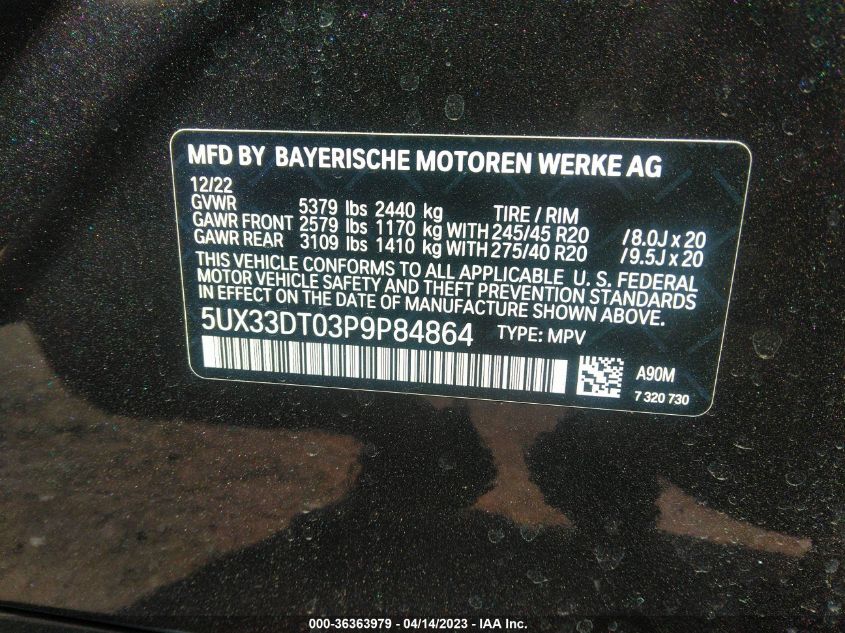 MFD BY BAYERISCHE MOTOREN WERKE AG
12/22
GVWR 5379 lbs 2440 kg TIRE / RIM
GAWR FRONT 2579 lbs 1170 kg WITH 245/45 R20 /8.0J x 20
GAWR REAR 3109 lbs 1410 kg WITH 275/40 R20 /9.5J x 20
THIS VEHICLE CONFORMS TO ALL APPLICABLE U. S. FEDERAL
MOTOR VEHICLE SAFETY AND THEFT PREVENTION STANDARDS
IN EFFECT ON THE DATE OF MANUFACTURE SHOWN ABOVE.
5UX33DT03P9P84864 TYPE: MPV
A90M
7 320 730
000-36363979 - 04/14/2023 - IAA Inc.